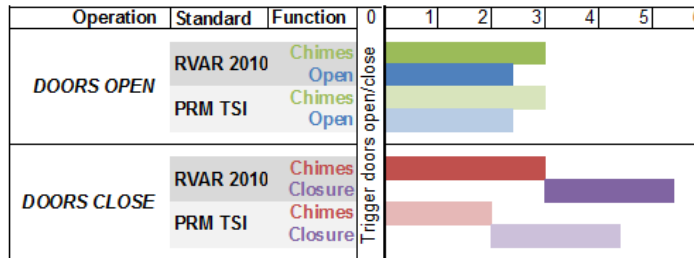 Operation Standard Function 0 1 2 3 4 5
Trigger doors open/close
DOORS OPEN
RVAR 2010 Chimes
Open
PRM TSI Chimes
Open
DOORS CLOSE
RVAR 2010 Chimes
Closure
PRM TSI Chimes
Closure